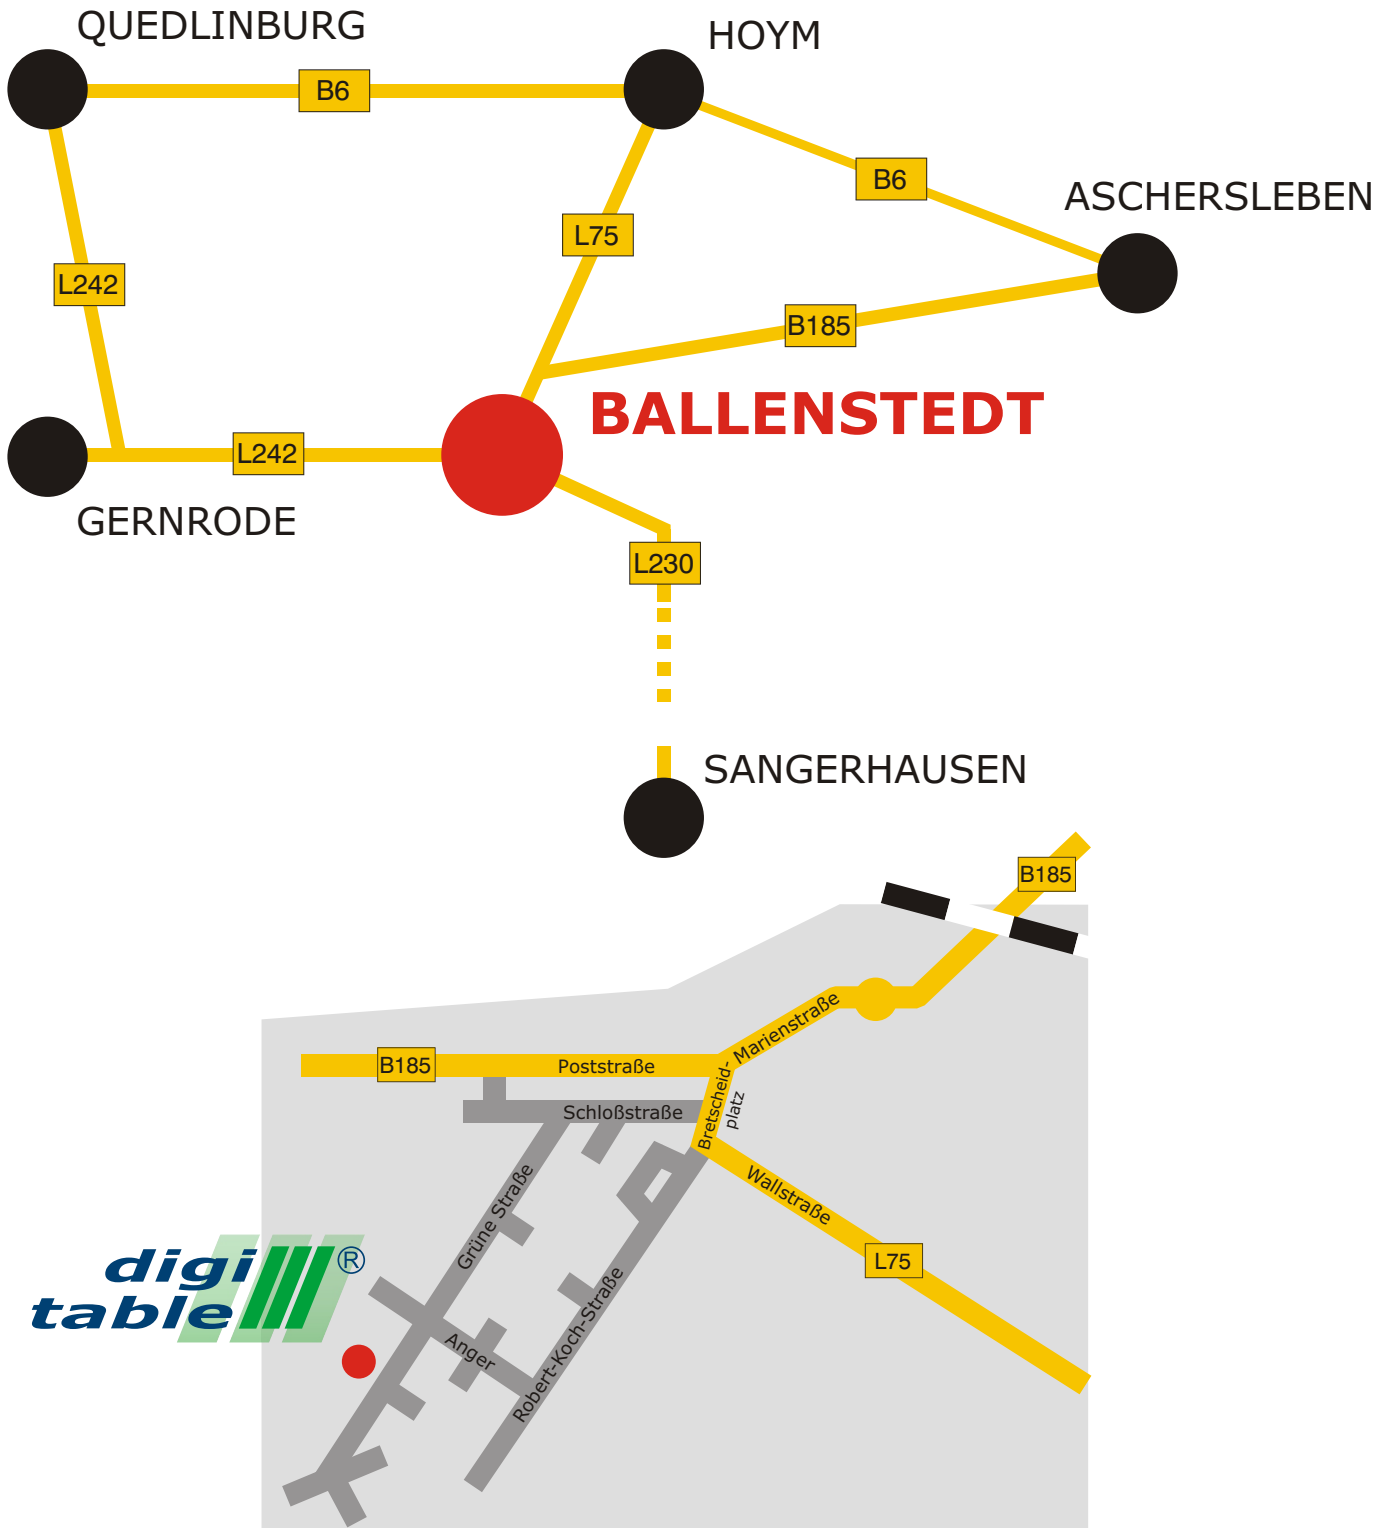 QUEDLINBURG
HOYM
B6
B6
ASCHERSLEBEN
L75
L242
B185
BALLENSTEDT
L242
GERNRODE
L230
SANGERHAUSEN
B185
Marienstraße
B185
Poststraße
Bretscheid-
platz
Schloßstraße
Wallstraße
Grüne Straße
L75
digi ®
table
Robert-Koch-Straße
Anger